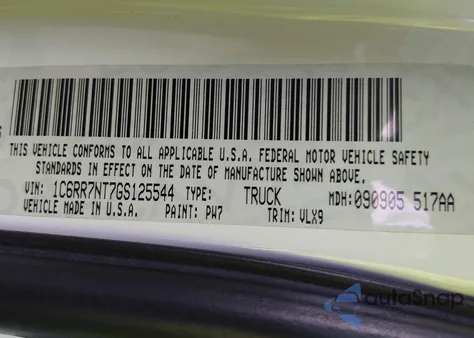 THIS VEHICLE CONFORMS TO ALL APPLICABLE U.S.A. FEDERAL MOTOR VEHICLE SAFETY
STANDARDS IN EFFECT ON THE DATE OF MANUFACTURE SHOWN ABOVE.
VIN: 1C6RR7NT7GS125544 TYPE: TRUCK MDH: 090905 517AA
VEHICLE MADE IN U.S.A. PAINT: PW7 TRIM: VLX9
autoSnap